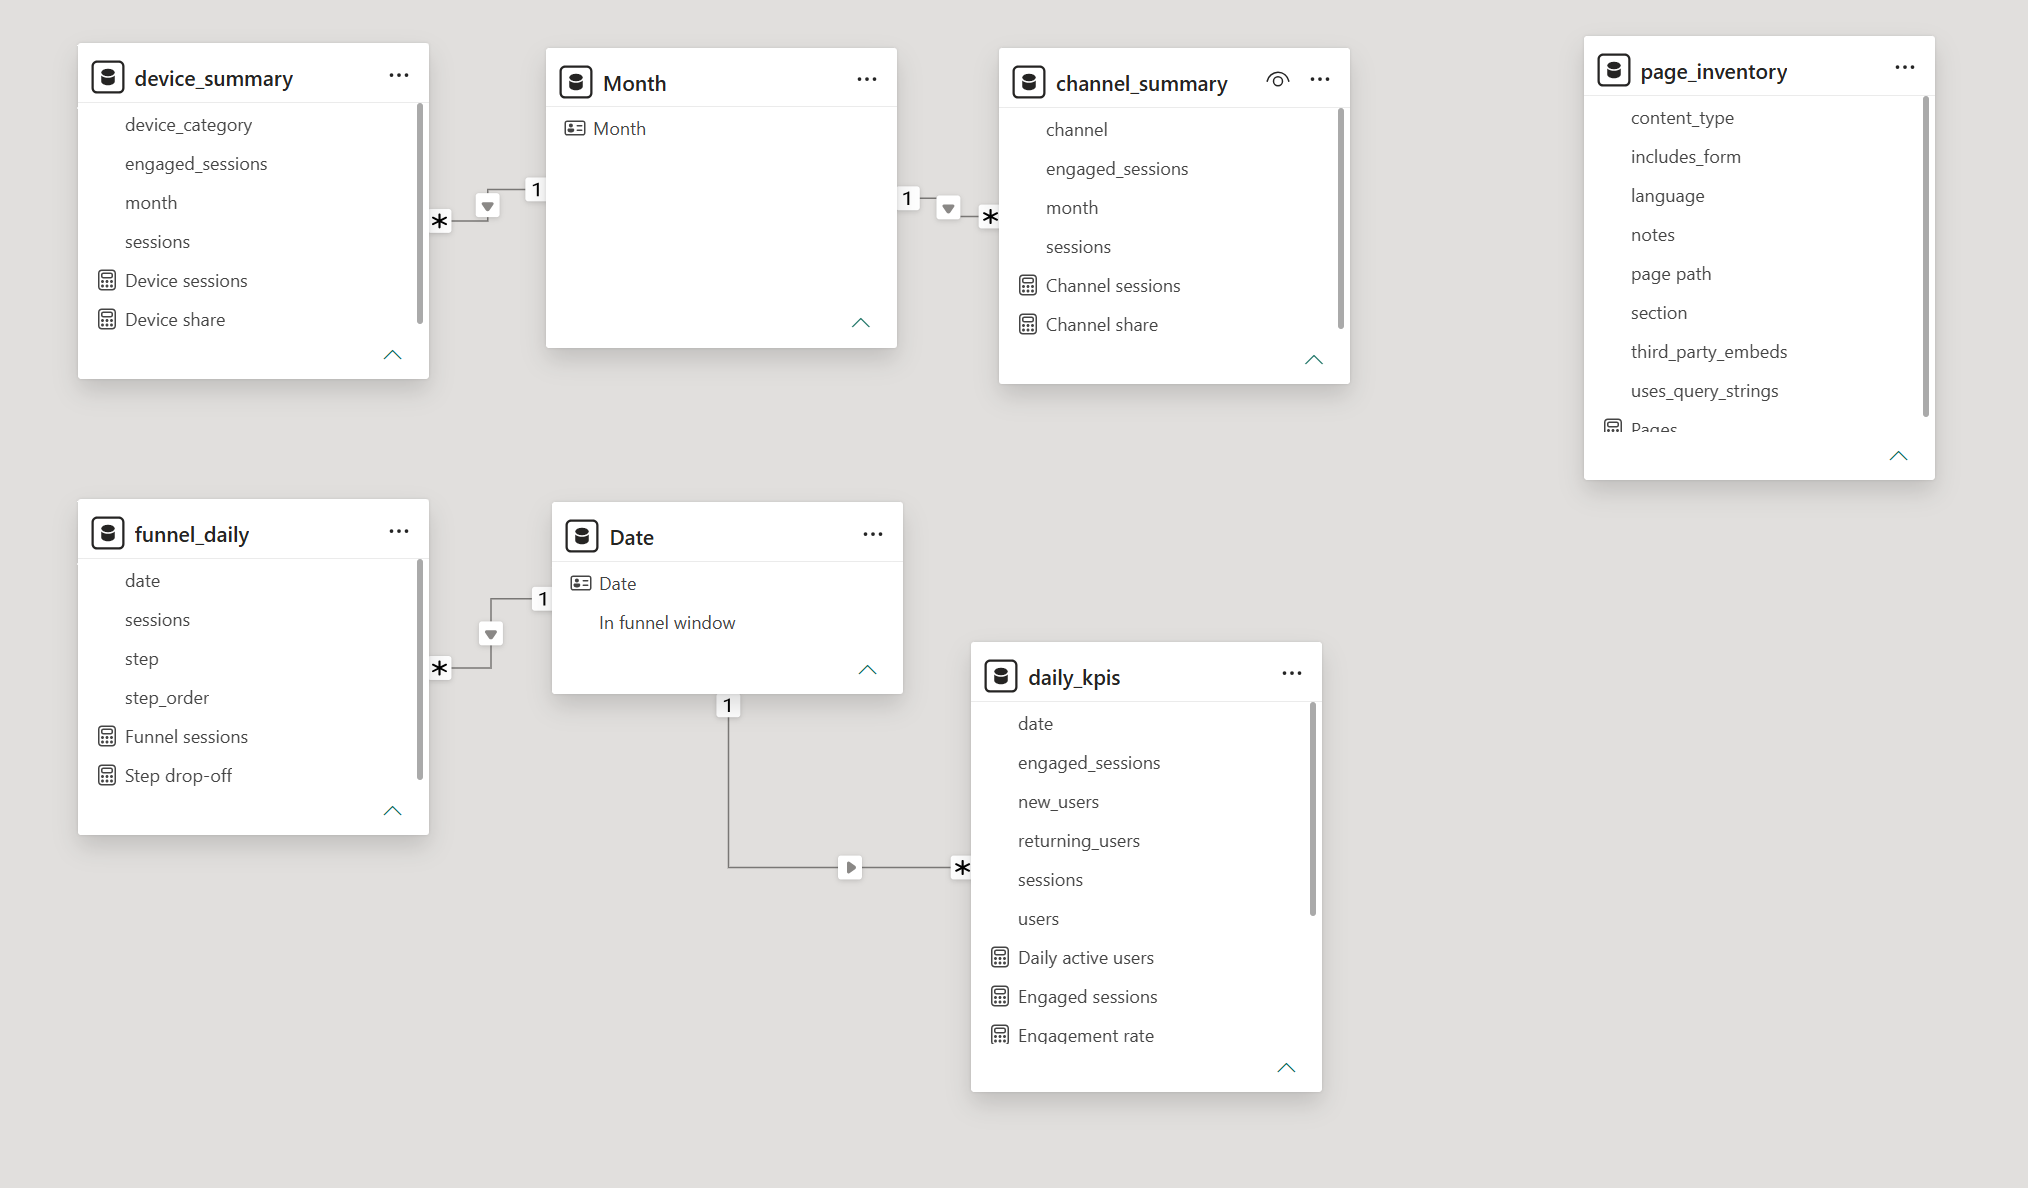 device_summary
device_category
engaged_sessions
month
sessions
Device sessions
Device share
Month
Month
channel_summary
channel
engaged_sessions
month
sessions
Channel sessions
Channel share
page_inventory
content_type
includes_form
language
notes
page path
section
third_party_embeds
uses_query_strings
Pages
1
*
1
*
funnel_daily
date
sessions
step
step_order
Funnel sessions
Step drop-off
Date
Date
In funnel window
1
*
1
*
daily_kpis
date
engaged_sessions
new_users
returning_users
sessions
users
Daily active users
Engaged sessions
Engagement rate